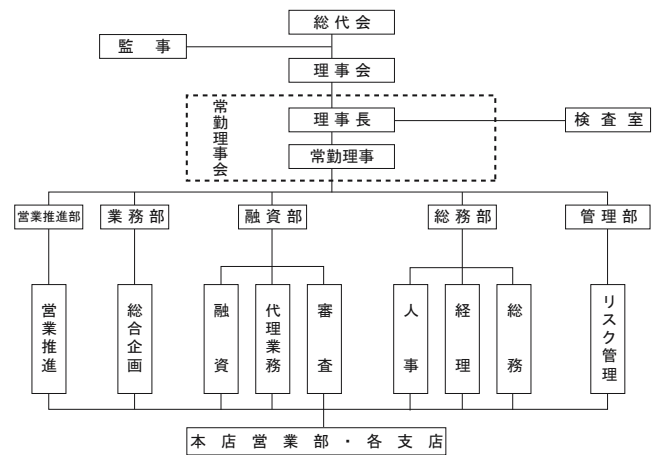 総代会
監事
理事会
常勤理事会
理事長
検査室
常勤理事
営業推進部
業務部
融資部
総務部
管理部
営業推進
総合企画
融資
代理業務
審査
人事
経理
総務
リスク管理
本店営業部・各支店